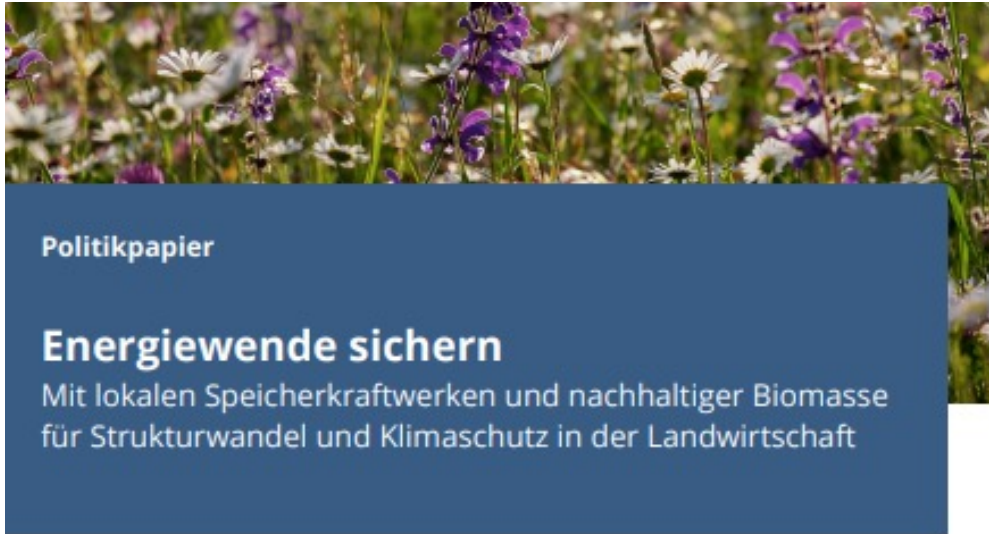 Politikpapier
Energiewende sichern
Mit lokalen Speicherkraftwerken und nachhaltiger Biomasse
für Strukturwandel und Klimaschutz in der Landwirtschaft